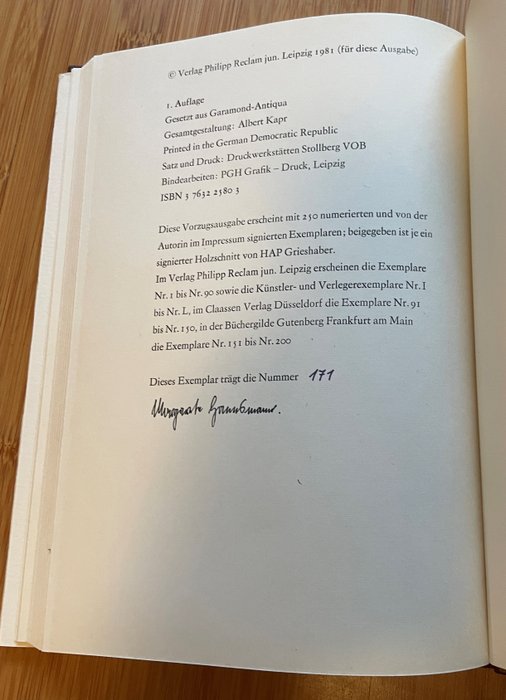 © Verlag Philipp Reclam jun. Leipzig 1981 (für diese Ausgabe)
1. Auflage
Gesetzt aus Garamond-Antiqua
Gesamtgestaltung: Albert Kapr
Printed in the German Democratic Republic
Satz und Druck: Druckwerkstätten Stollberg VOB
Bindearbeiten: PGH Grafik – Druck, Leipzig
ISBN 3 7632 2580 3
Diese Vorzugsausgabe erscheint mit 250 numerierten und von der
Autorin im Impressum signierten Exemplaren; beigegeben ist je ein
signierter Holzschnitt von HAP Grieshaber.
Im Verlag Philipp Reclam jun. Leipzig erscheinen die Exemplare
Nr. 1 bis Nr. 90 sowie die Künstler- und Verlegerexemplare Nr. I
bis Nr. L, im Claassen Verlag Düsseldorf die Exemplare Nr. 91
bis Nr. 150, in der Büchergilde Gutenberg Frankfurt am Main
die Exemplare Nr. 151 bis Nr. 200
Dieses Exemplar trägt die Nummer 171
Margarete Hannsmann.